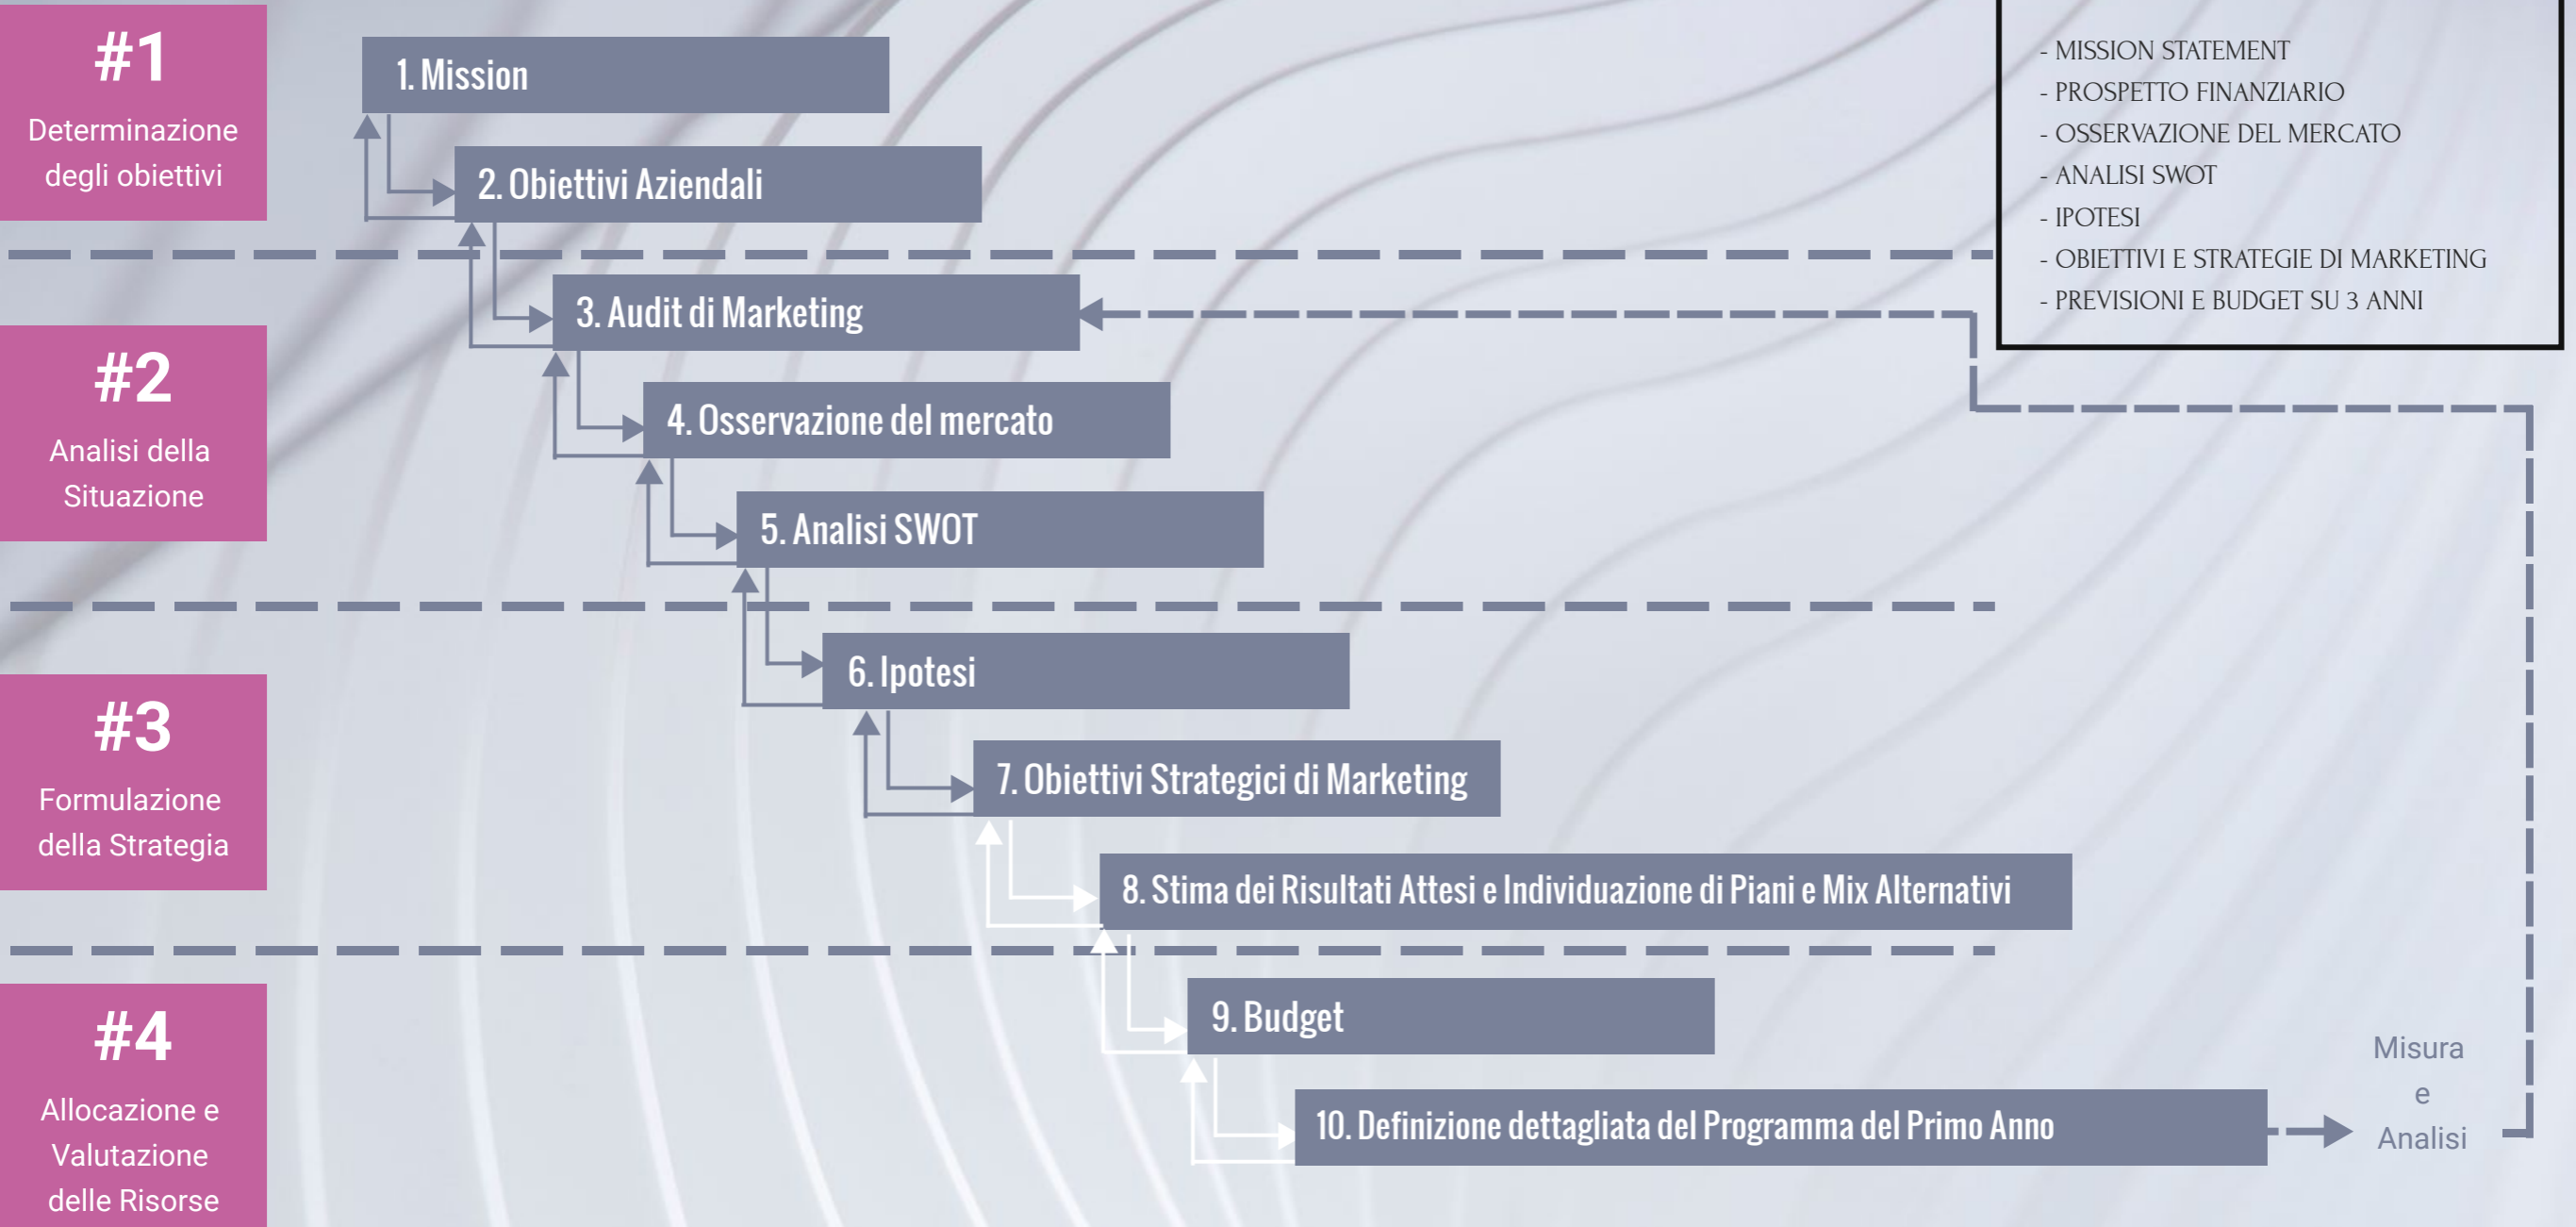 #1
Determinazione
degli obiettivi
1. Mission
2. Obiettivi Aziendali
- MISSION STATEMENT
- PROSPETTO FINANZIARIO
- OSSERVAZIONE DEL MERCATO
- ANALISI SWOT
- IPOTESI
- OBIETTIVI E STRATEGIE DI MARKETING
- PREVISIONI E BUDGET SU 3 ANNI
#2
Analisi della
Situazione
3. Audit di Marketing
4. Osservazione del mercato
5. Analisi SWOT
#3
Formulazione
della Strategia
6. Ipotesi
7. Obiettivi Strategici di Marketing
8. Stima dei Risultati Attesi e Individuazione di Piani e Mix Alternativi
#4
Allocazione e
Valutazione
delle Risorse
9. Budget
10. Definizione dettagliata del Programma del Primo Anno
Misura
e
Analisi